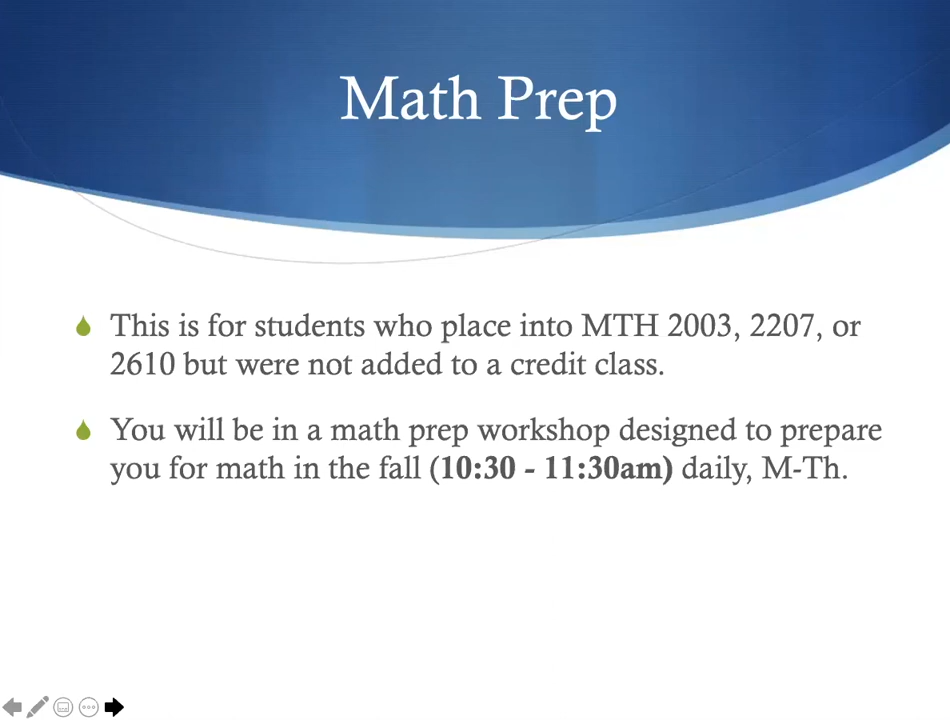 Math Prep
This is for students who place into MTH 2003, 2207, or
2610 but were not added to a credit class.
You will be in a math prep workshop designed to prepare
you for math in the fall (10:30 - 11:30am) daily, M-Th.